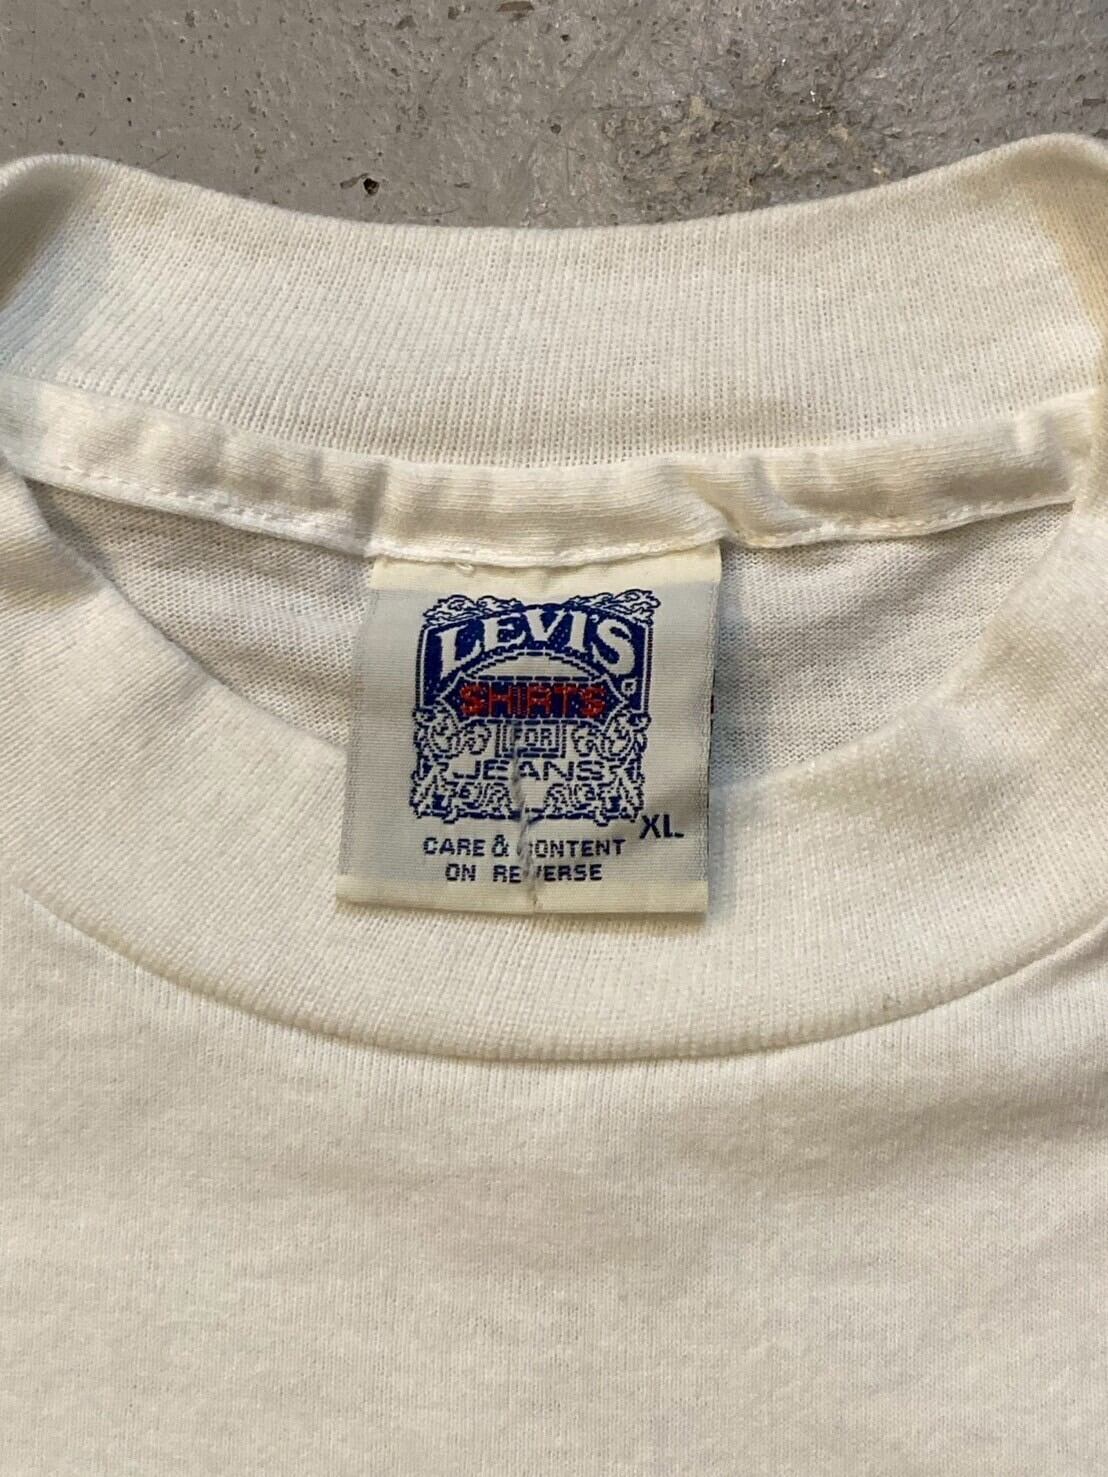 LEVI'S
SHIRTS
FOR
JEANS
XL
CARE & CONTENT
ON REVERSE